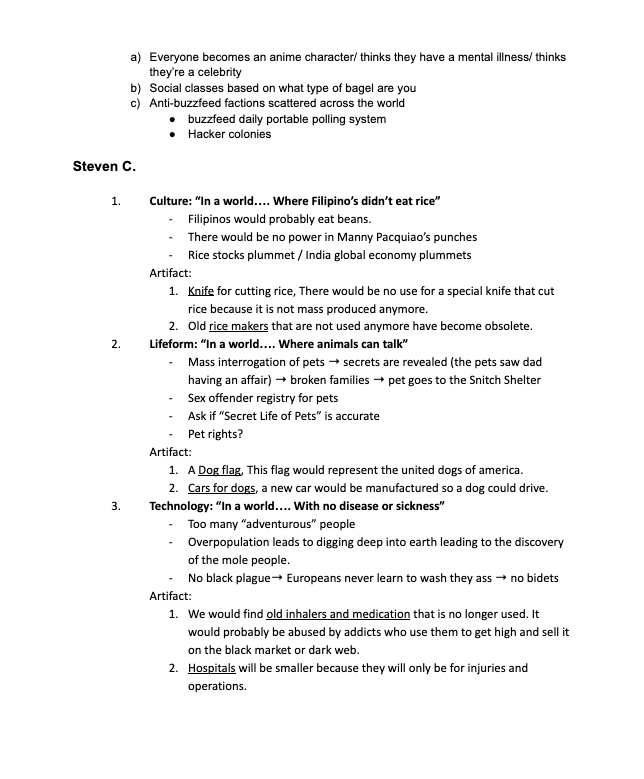 a) Everyone becomes an anime character/ thinks they have a mental illness/ thinks
they're a celebrity
b) Social classes based on what type of bagel are you
c) Anti-buzzfeed factions scattered across the world
● buzzfeed daily portable polling system
● Hacker colonies
Steven C.
1. Culture: “In a world…. Where Filipino’s didn’t eat rice”
- Filipinos would probably eat beans.
- There would be no power in Manny Pacquiao’s punches
- Rice stocks plummet / India global economy plummets
Artifact:
1. Knife for cutting rice, There would be no use for a special knife that cut
rice because it is not mass produced anymore.
2. Old rice makers that are not used anymore have become obsolete.
2. Lifeform: “In a world…. Where animals can talk”
- Mass interrogation of pets → secrets are revealed (the pets saw dad
having an affair) → broken families → pet goes to the Snitch Shelter
- Sex offender registry for pets
- Ask if “Secret Life of Pets” is accurate
- Pet rights?
Artifact:
1. A Dog flag, This flag would represent the united dogs of america.
2. Cars for dogs, a new car would be manufactured so a dog could drive.
3. Technology: “In a world…. With no disease or sickness”
- Too many “adventurous” people
- Overpopulation leads to digging deep into earth leading to the discovery
of the mole people.
- No black plague→ Europeans never learn to wash they ass → no bidets
Artifact:
1. We would find old inhalers and medication that is no longer used. It
would probably be abused by addicts who use them to get high and sell it
on the black market or dark web.
2. Hospitals will be smaller because they will only be for injuries and
operations.